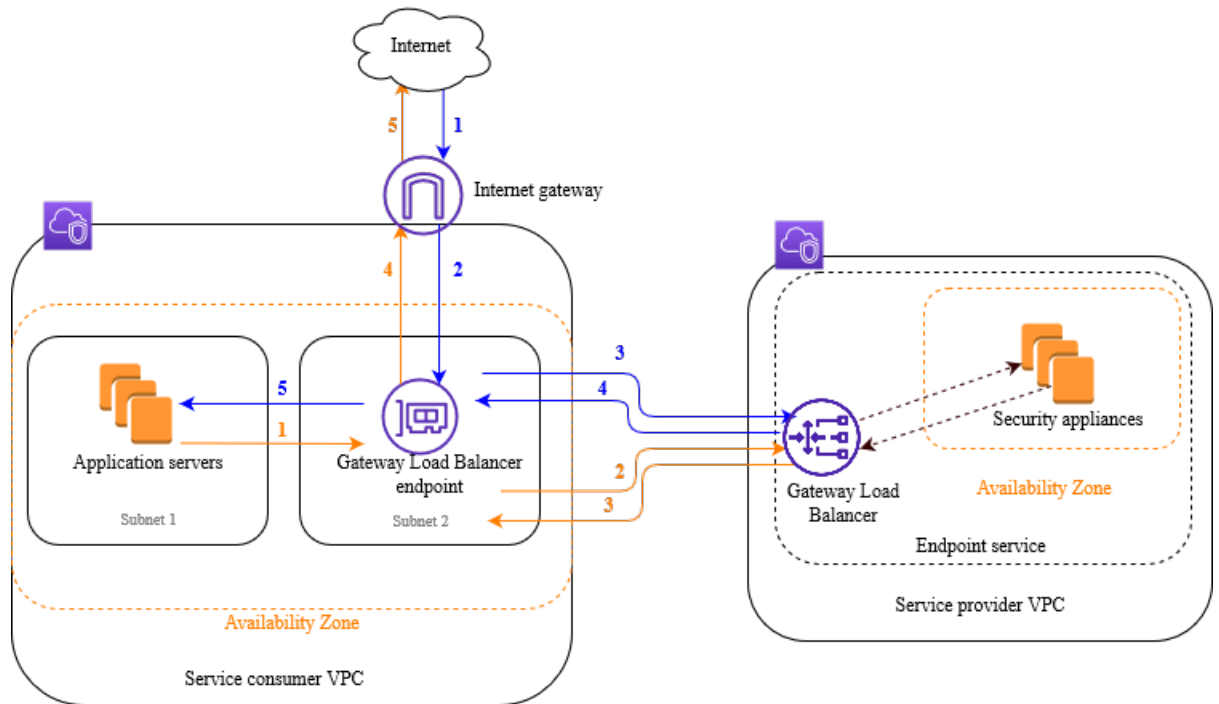 Internet
5
1
Internet gateway
4
2
3
4
5
1
2
3
Application servers
Gateway Load Balancer
endpoint
Subnet 1
Subnet 2
Availability Zone
Service consumer VPC
Security appliances
Availability Zone
Gateway Load
Balancer
Endpoint service
Service provider VPC